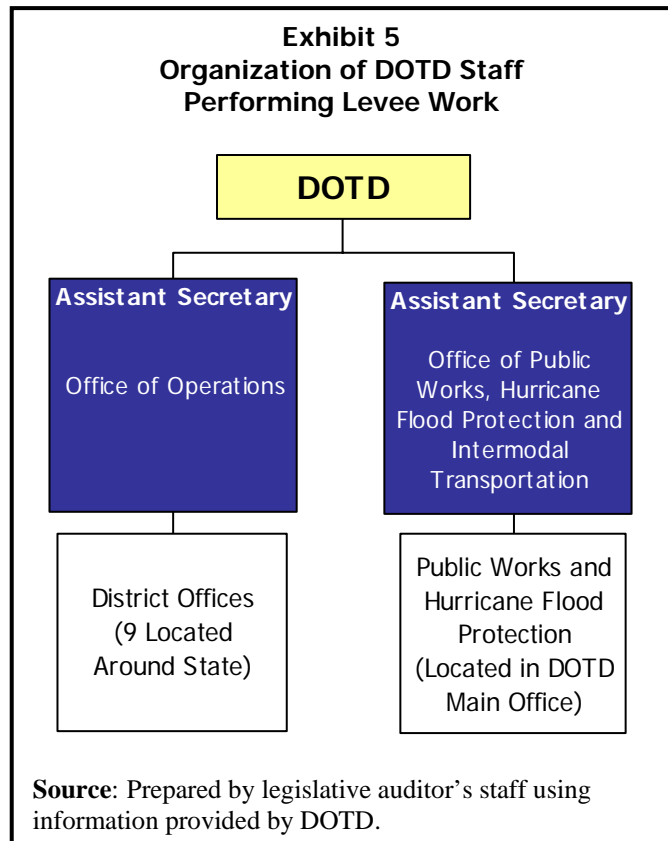 Exhibit 5
Organization of DOTD Staff
Performing Levee Work
DOTD
Assistant Secretary
Office of Operations
Assistant Secretary
Office of Public
Works, Hurricane
Flood Protection and
Intermodal
Transportation
District Offices
(9 Located
Around State)
Public Works and
Hurricane Flood
Protection
(Located in DOTD
Main Office)
Source: Prepared by legislative auditor’s staff using
information provided by DOTD.